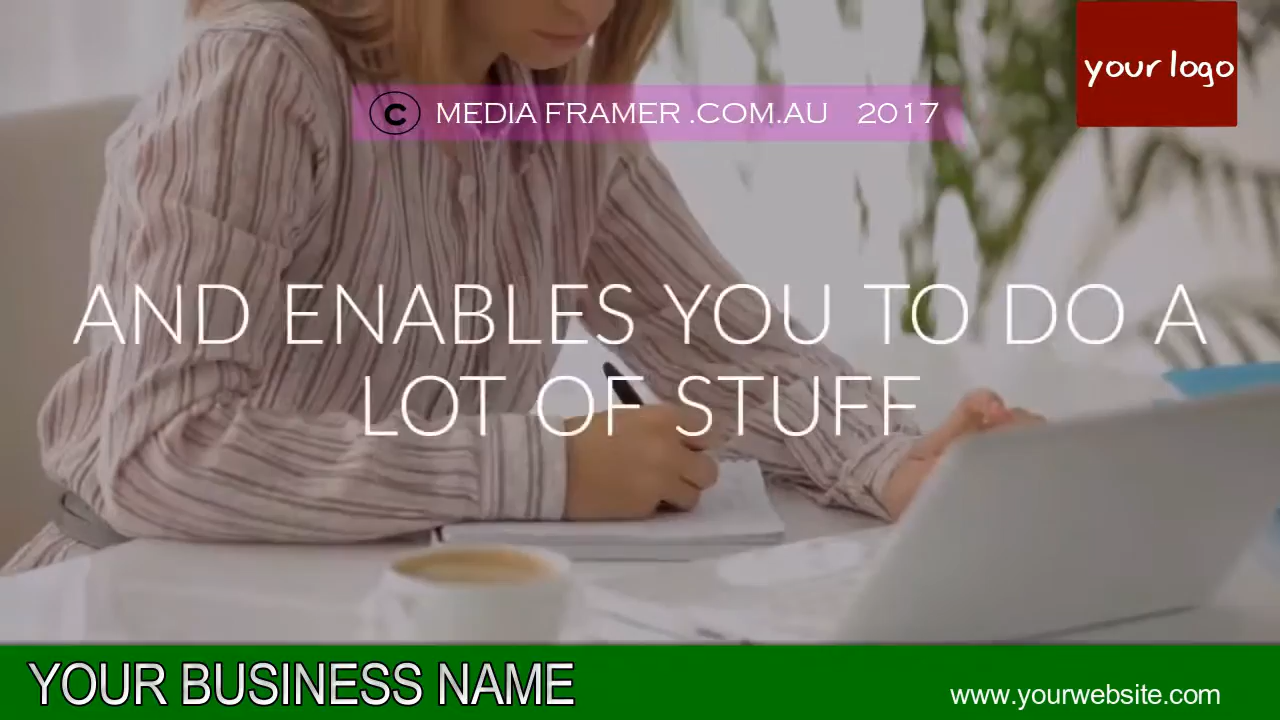 your logo
© MEDIA FRAMER .COM.AU 2017
AND ENABLES YOU TO DO A
LOT OF STUFF
YOUR BUSINESS NAME
www.yourwebsite.com